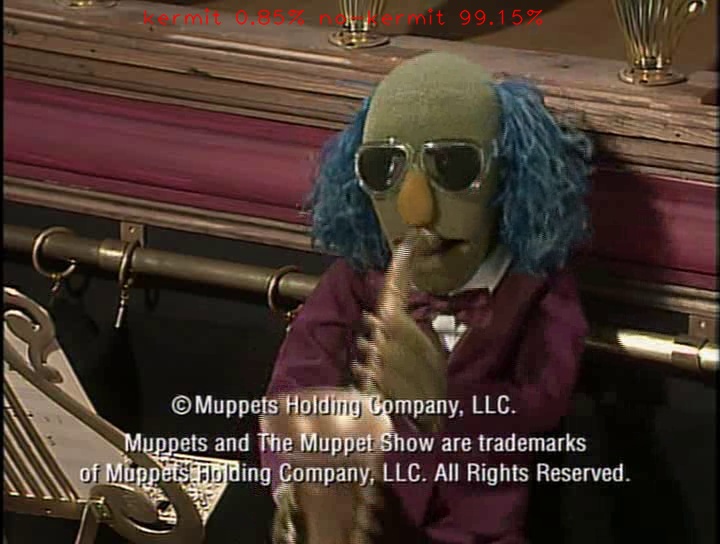 kermit 0.85% no-kermit 99.15%
©Muppets Holding Company, LLC.
Muppets and The Muppet Show are trademarks
of Muppets Holding Company, LLC. All Rights Reserved.